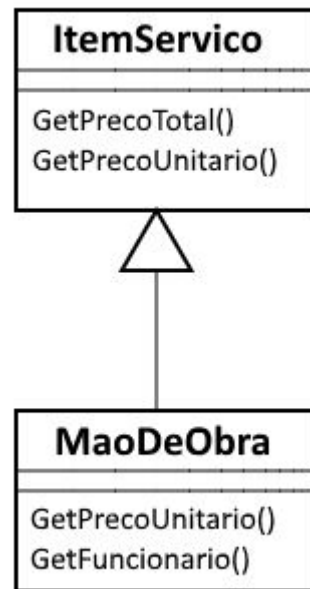 ItemServico
GetPrecoTotal()
GetPrecoUnitario()
MaoDeObra
GetPrecoUnitario()
GetFuncionario()